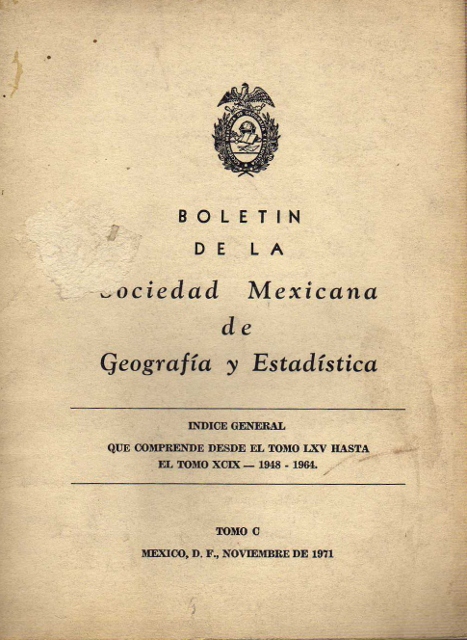 BOLETIN
DE LA
Sociedad Mexicana
de
Geografía y Estadística
INDICE GENERAL
QUE COMPRENDE DESDE EL TOMO LXV HASTA
EL TOMO XCIX — 1948 - 1964.
TOMO C
MEXICO, D. F., NOVIEMBRE DE 1971